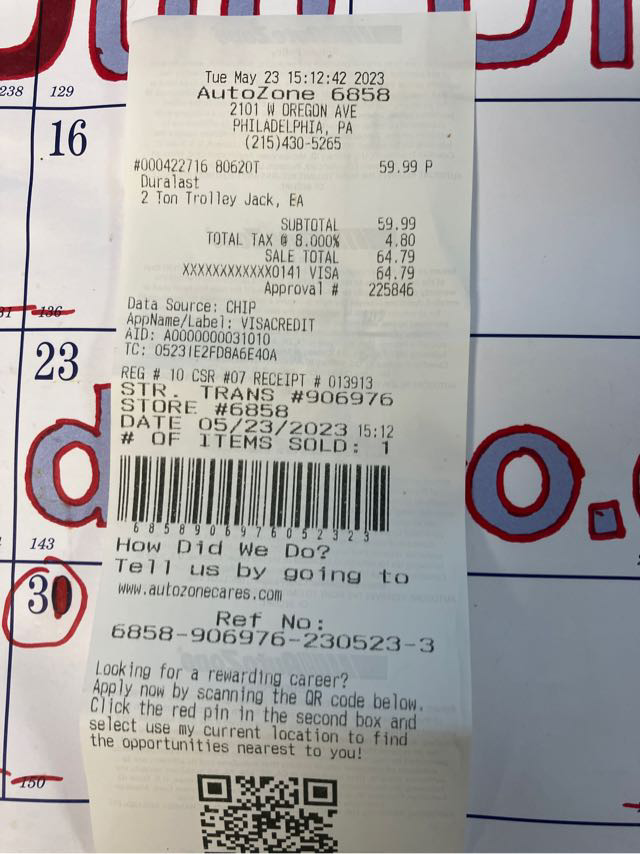 238 129
16
Tue May 23 15:12:42 2023
AutoZone 6858
2101 W OREGON AVE
PHILADELPHIA, PA
(215)430-5265
#000422716 80620T 59.99 P
Duralast
2 Ton Trolley Jack, EA
SUBTOTAL 59.99
TOTAL TAX @ 8.000% 4.80
SALE TOTAL 64.79
XXXXXXXXXXXX0141 VISA 64.79
Approval # 225846
Data Source: CHIP
AppName/Label: VISACREDIT
AID: A0000000031010
TC: 05231E2FD8A6E40A
REG # 10 CSR #07 RECEIPT # 013913
STR. TRANS #906976
STORE #6858
DATE 05/23/2023 15:12
# OF ITEMS SOLD: 1
6858906976052323
How Did We Do?
Tell us by going to
www.autozonecares.com
Ref No:
6858-906976-230523-3
Looking for a rewarding career?
Apply now by scanning the QR code below.
Click the red pin in the second box and
select use my current location to find
the opportunities nearest to you!
136
23
d o.
143
30
150